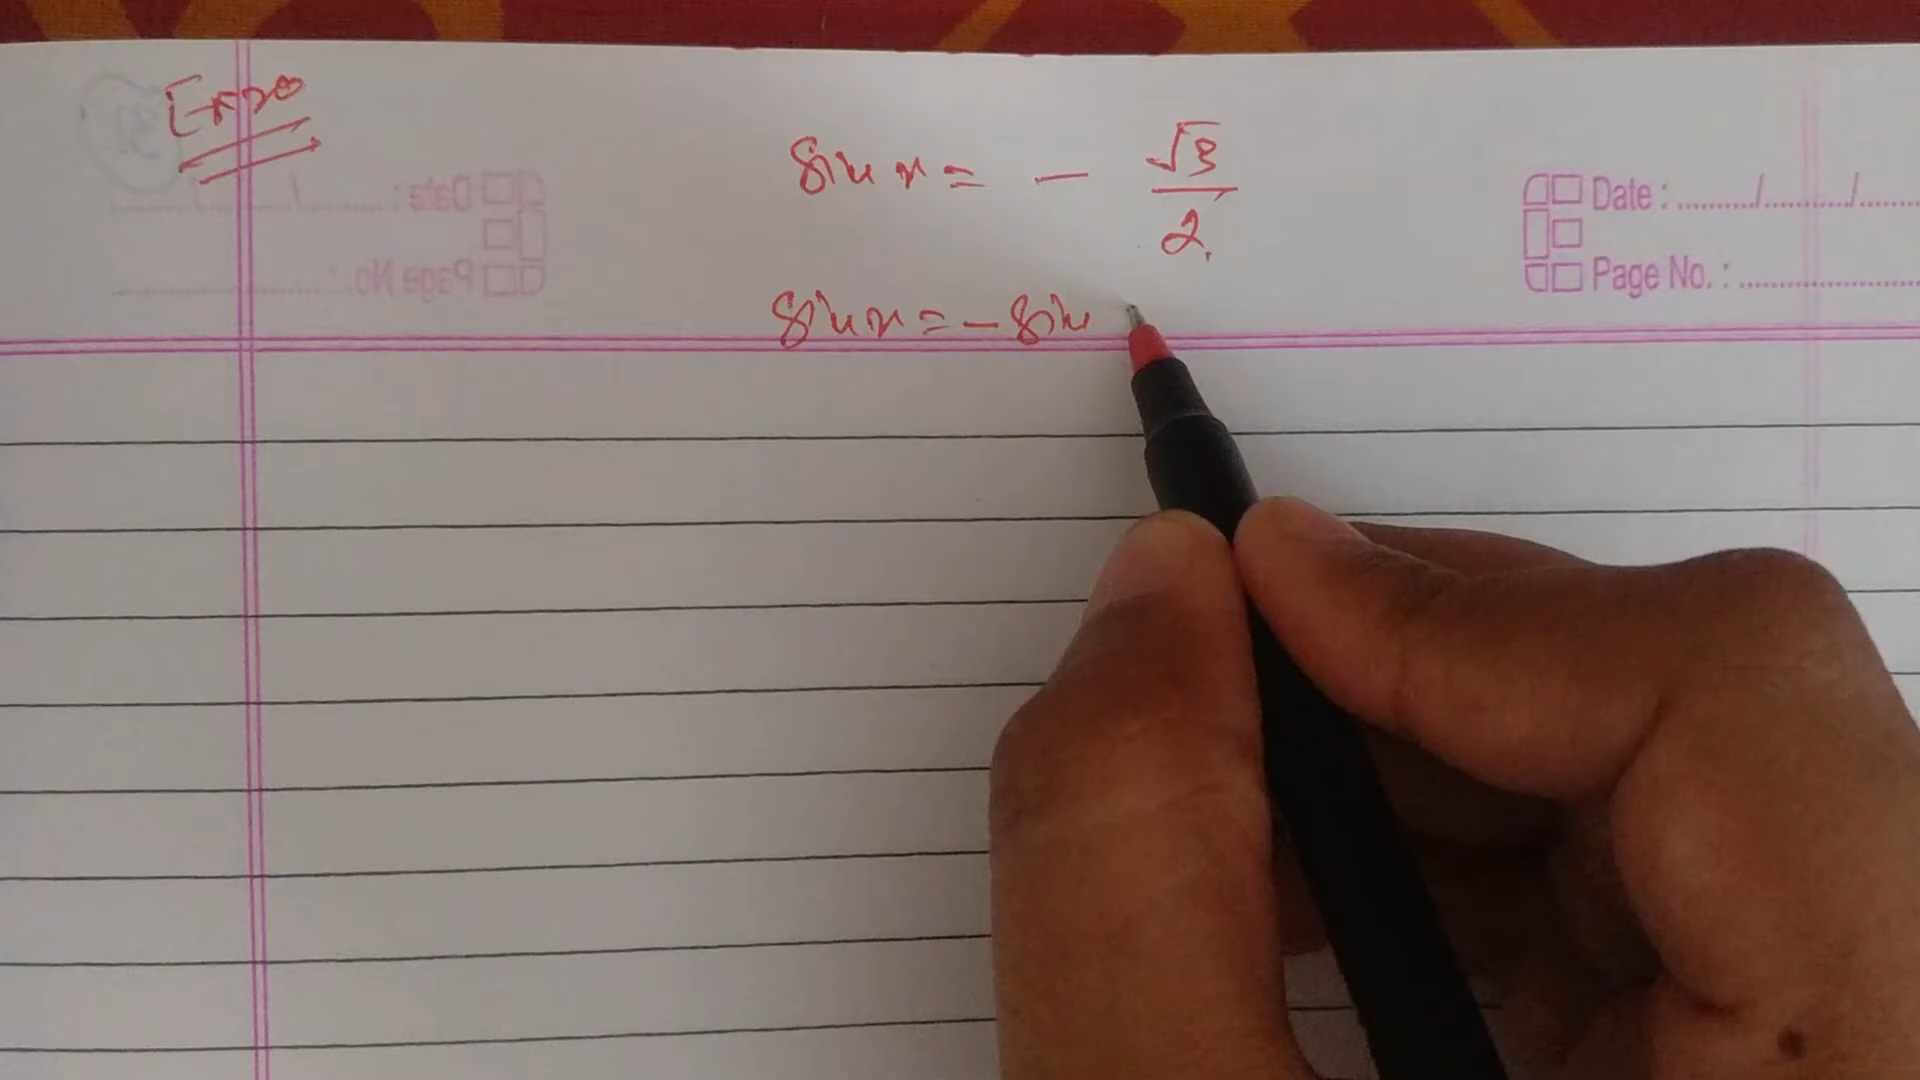 sin x = - √3/2
sin x = - sin
Date : ........../........../........
Page No. : ........................